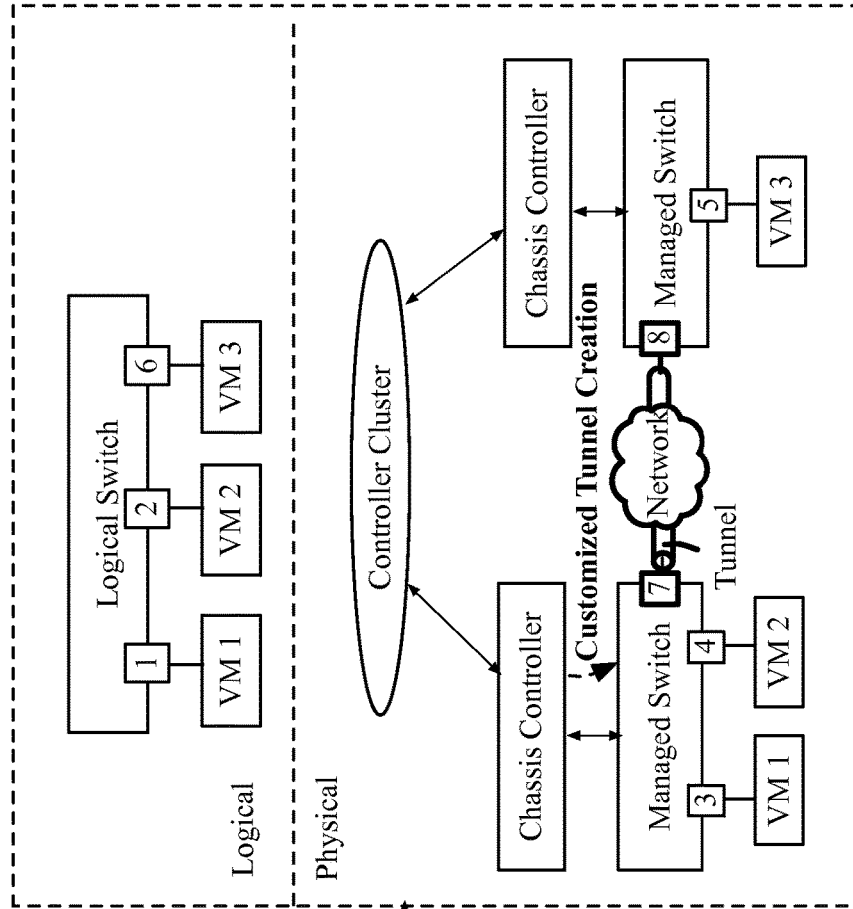 Logical Switch
1
2
6
VM 1
VM 2
VM 3
Logical
Physical
Controller Cluster
Chassis Controller
Chassis Controller
Customized Tunnel Creation
Managed Switch
7
Network
8
Managed Switch
Tunnel
3
4
5
VM 1
VM 2
VM 3